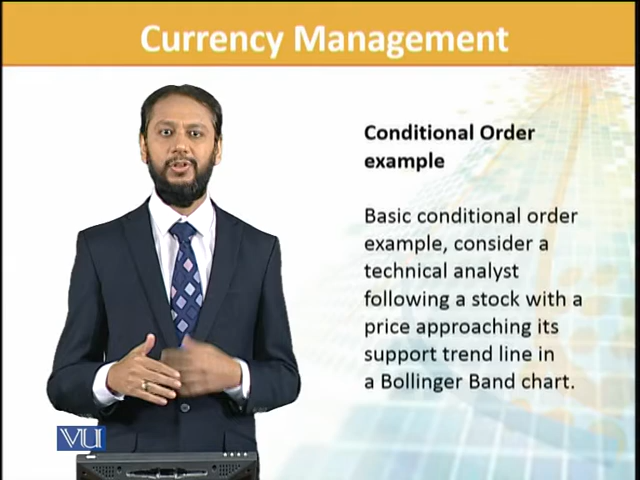 Currency Management
Conditional Order
example
Basic conditional order
example, consider a
technical analyst
following a stock with a
price approaching its
support trend line in
a Bollinger Band chart.
VU